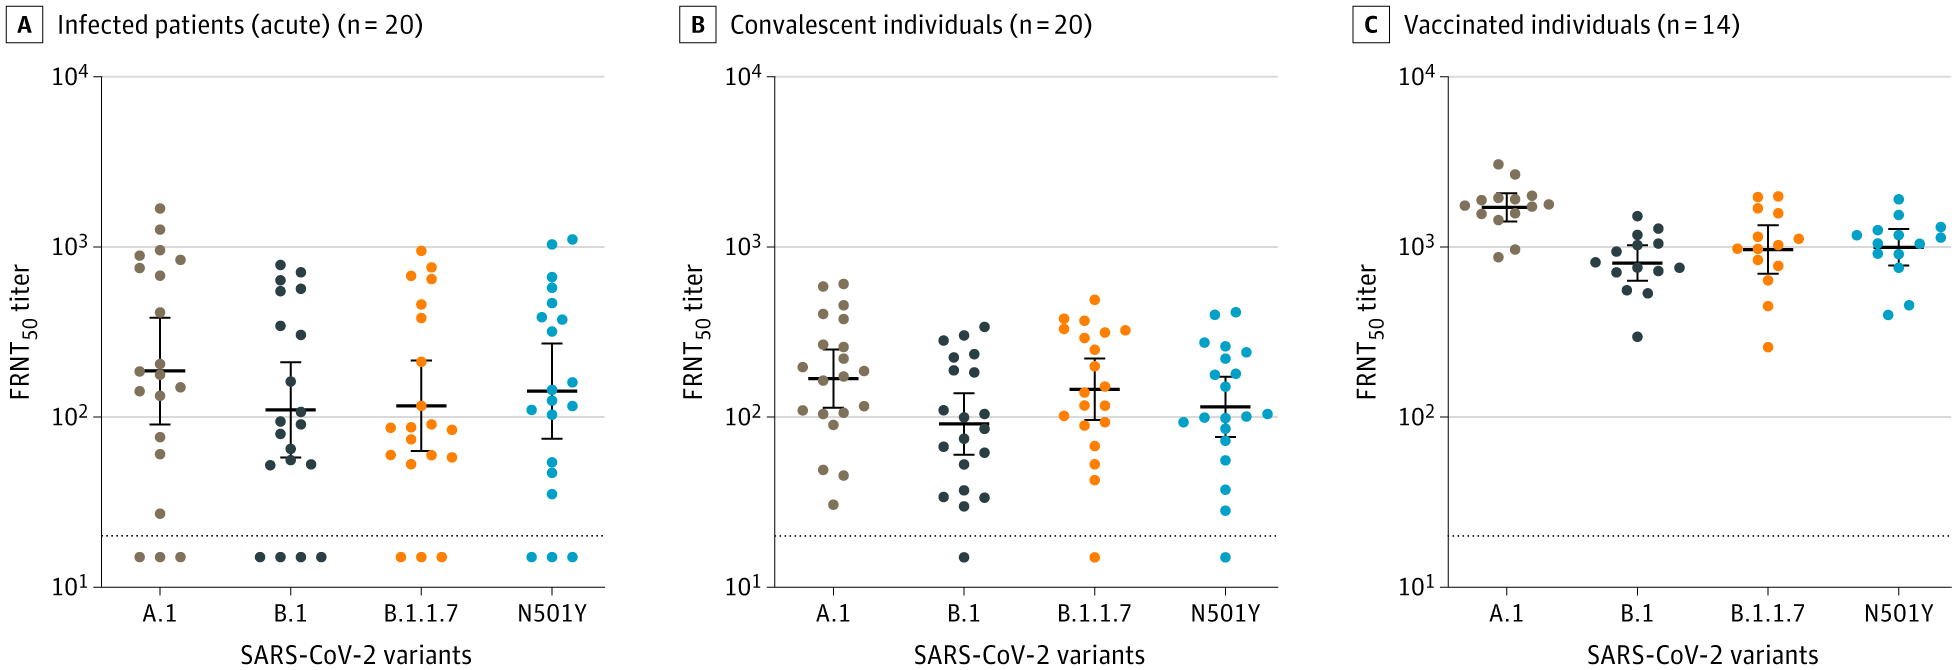 A Infected patients (acute) (n = 20)
10⁴
10³
10²
10¹
FRNT₅₀ titer
A.1 B.1 B.1.1.7 N501Y
SARS-CoV-2 variants
B Convalescent individuals (n = 20)
10⁴
10³
10²
10¹
FRNT₅₀ titer
A.1 B.1 B.1.1.7 N501Y
SARS-CoV-2 variants
C Vaccinated individuals (n = 14)
10⁴
10³
10²
10¹
FRNT₅₀ titer
A.1 B.1 B.1.1.7 N501Y
SARS-CoV-2 variants